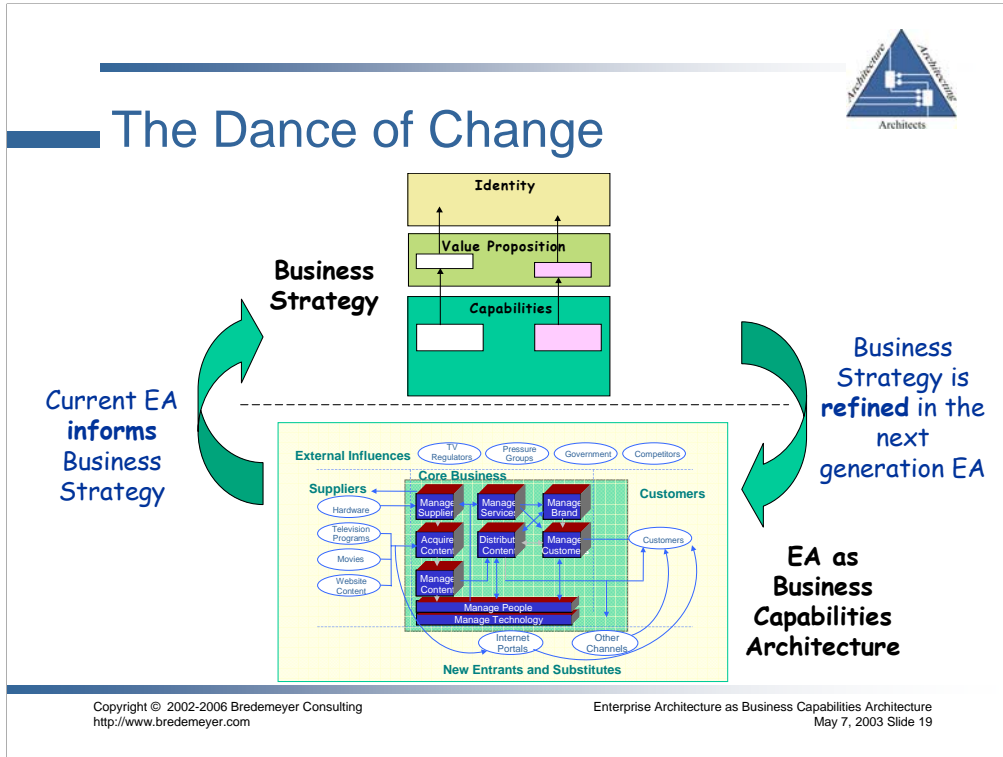 The Dance of Change
Architecture
Architecting
Architects
Identity
Value Proposition
Capabilities
Business
Strategy
Current EA
informs
Business
Strategy
Business
Strategy is
refined in the
next
generation EA
EA as
Business
Capabilities
Architecture
External Influences
TV
Regulators
Pressure
Groups
Government
Competitors
Core Business
Suppliers
Customers
Hardware
Television
Programs
Movies
Website
Content
Manage
Supplier
Manage
Services
Manage
Brand
Acquire
Content
Distribut
Content
Manage
Custome
Manage
Content
Customers
Manage People
Manage Technology
Internet
Portals
Other
Channels
New Entrants and Substitutes
Copyright © 2002-2006 Bredemeyer Consulting
http://www.bredemeyer.com
Enterprise Architecture as Business Capabilities Architecture
May 7, 2003 Slide 19